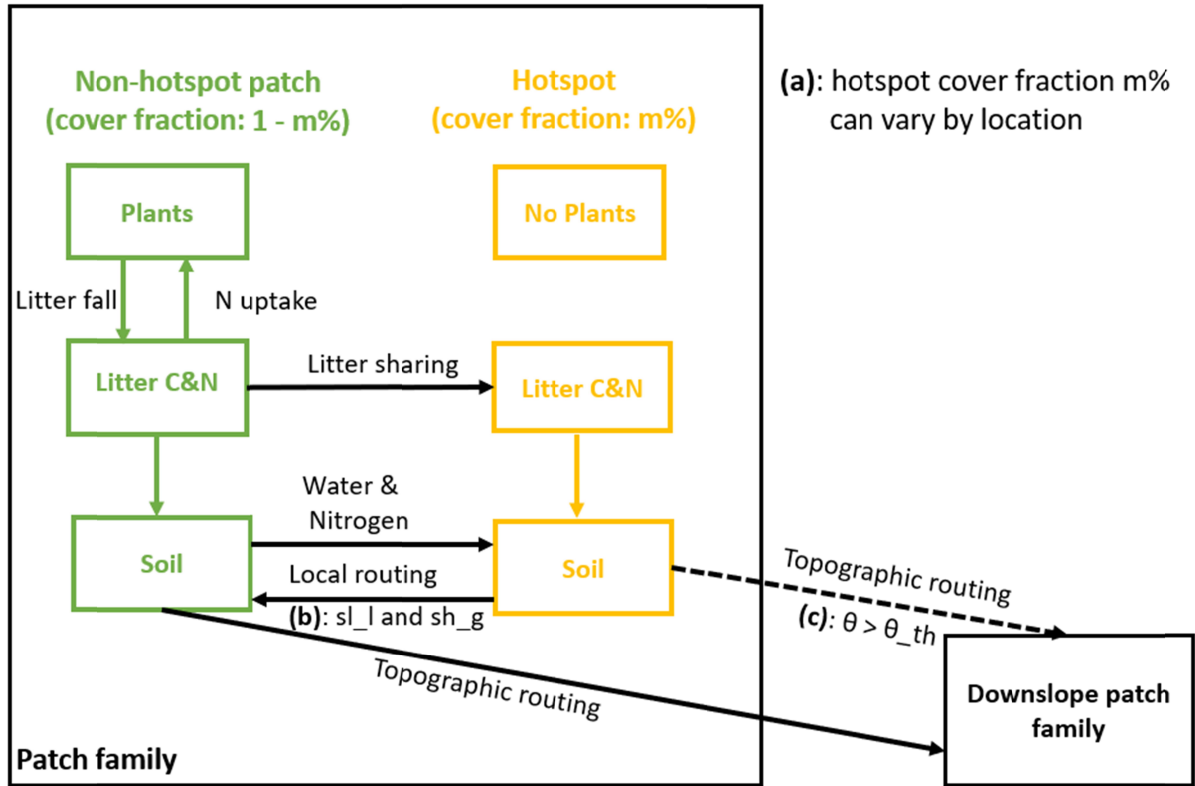 Non-hotspot patch
(cover fraction: 1 - m%)
Hotspot
(cover fraction: m%)
(a): hotspot cover fraction m%
can vary by location
Plants
No Plants
Litter fall
N uptake
Litter C&N
Litter sharing
Litter C&N
Water &
Nitrogen
Soil
Local routing
Soil
(b): sl_l and sh_g
Topographic routing
(c): θ > θ_th
Topographic routing
Downslope patch
family
Patch family